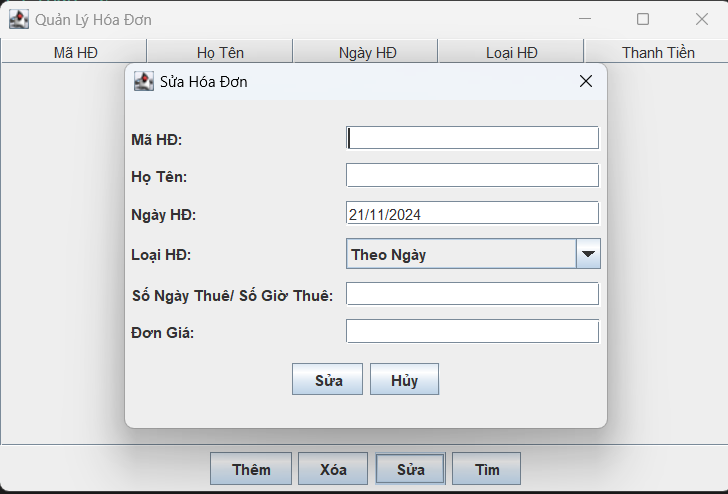 Quản Lý Hóa Đơn
Mã HĐ Họ Tên Ngày HĐ Loại HĐ Thanh Tiền
Sửa Hóa Đơn
Mã HĐ:
Họ Tên:
Ngày HĐ: 21/11/2024
Loại HĐ: Theo Ngày
Số Ngày Thuê/ Số Giờ Thuê:
Đơn Giá:
Sửa Hủy
Thêm Xóa Sửa Tìm